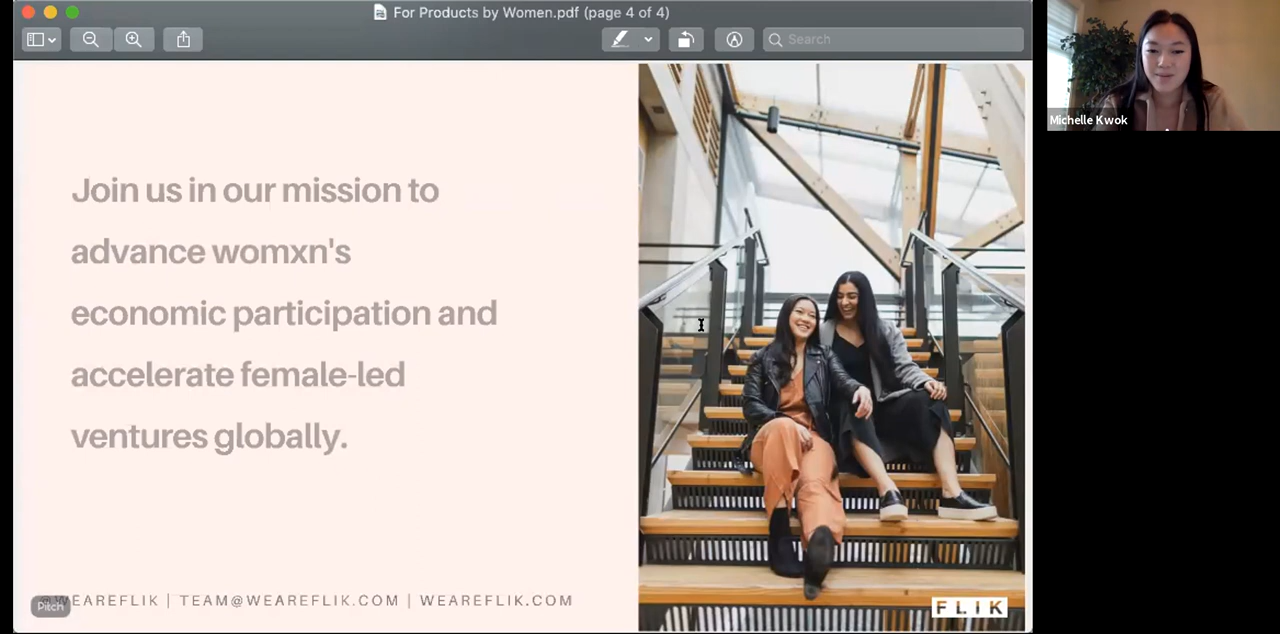 For Products by Women.pdf (page 4 of 4)
Search
Michelle Kwok
Join us in our mission to
advance womxn's
economic participation and
accelerate female-led
ventures globally.
Pitch
@WEAREFLIK | TEAM@WEAREFLIK.COM | WEAREFLIK.COM
FLIK